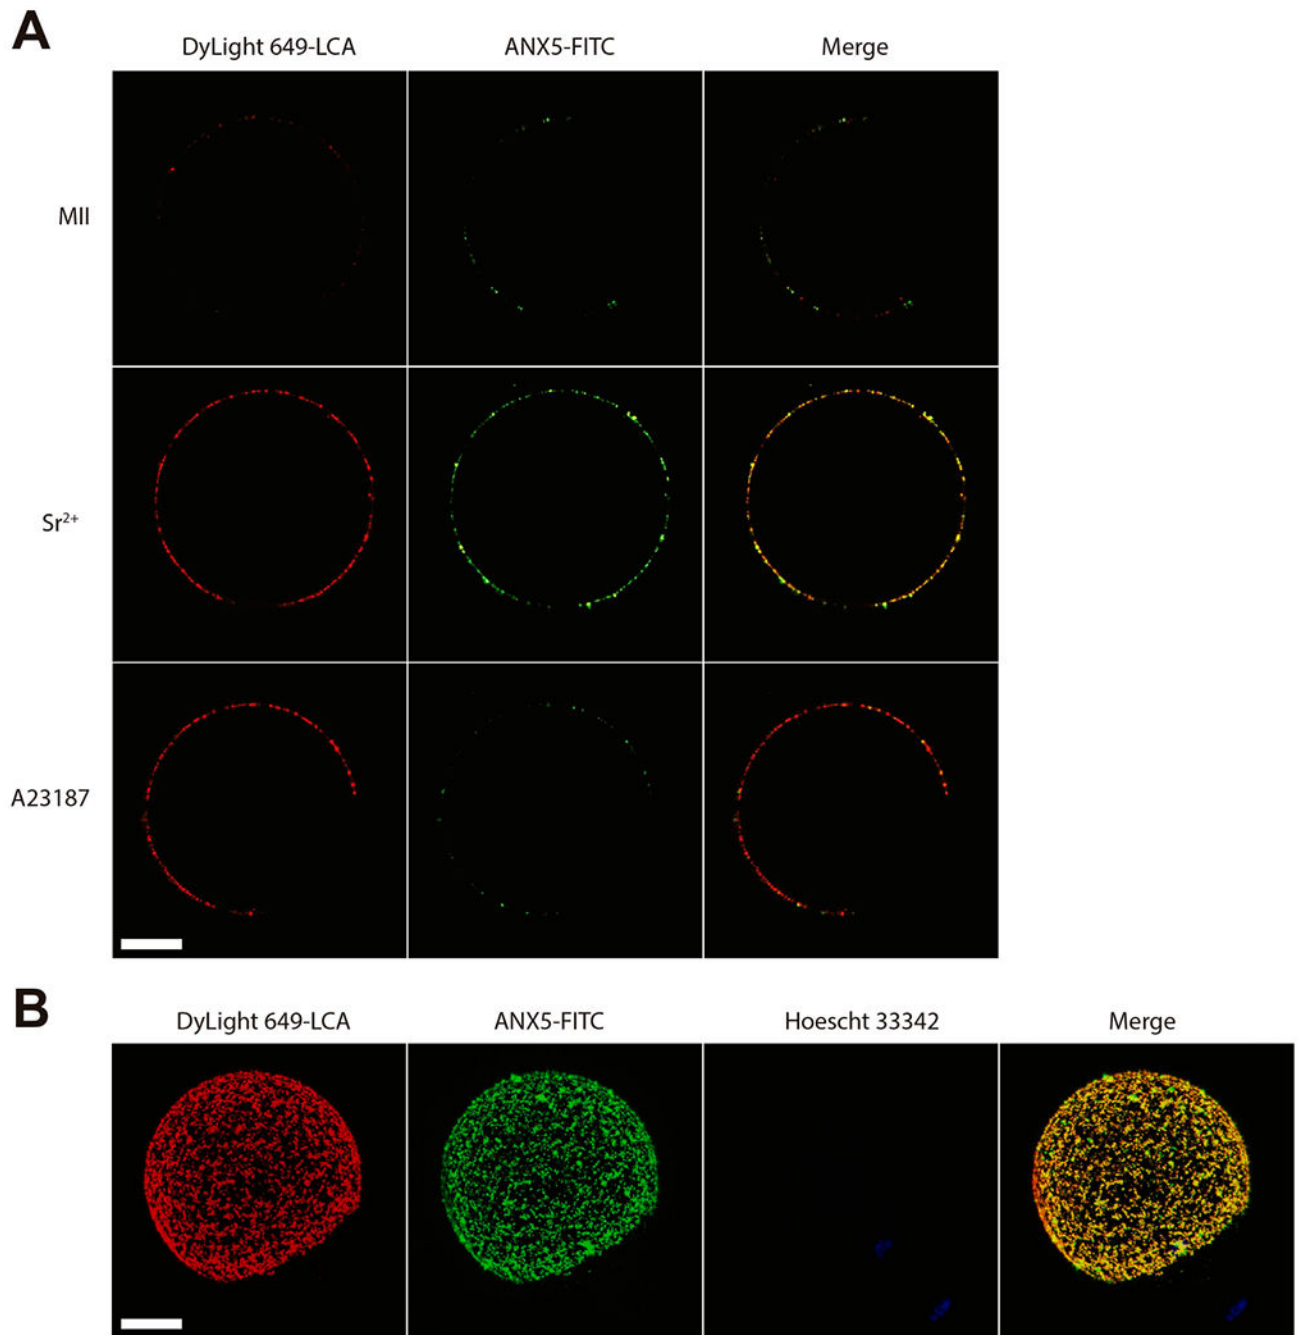 A
DyLight 649-LCA ANX5-FITC Merge
MII
Sr²⁺
A23187
B
DyLight 649-LCA ANX5-FITC Hoescht 33342 Merge